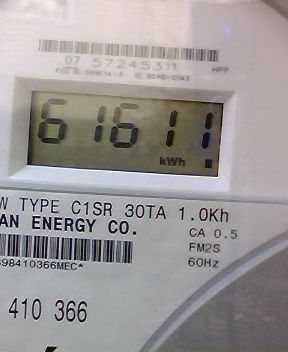 07 57245311
HPP
61611
kWh
W TYPE C1SR 30TA 1.0Kh
AN ENERGY CO.
CA 0.5
FM2S
98410366MEC*
60Hz
410 366